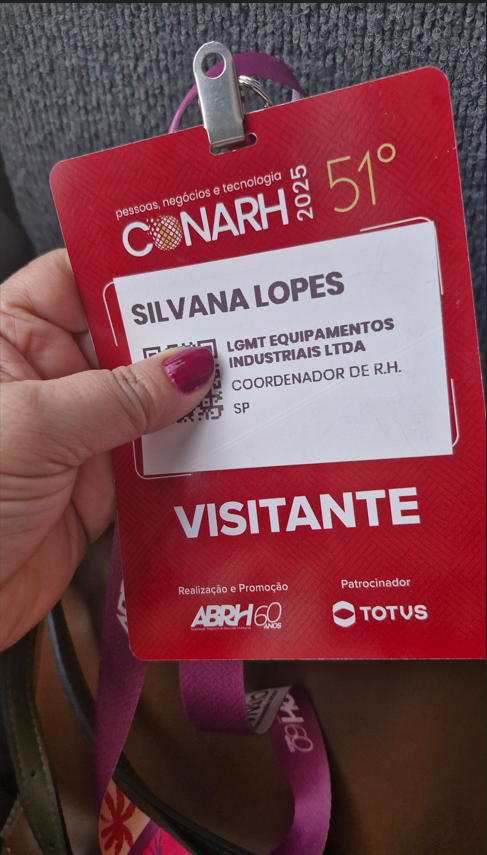 pessoas, negócios e tecnologia
CONARH 2025
51º
SILVANA LOPES
LGMT EQUIPAMENTOS
INDUSTRIAIS LTDA
COORDENADOR DE R.H.
SP
VISITANTE
Realização e Promoção
ABRH 60 ANOS
Patrocinador
TOTUS